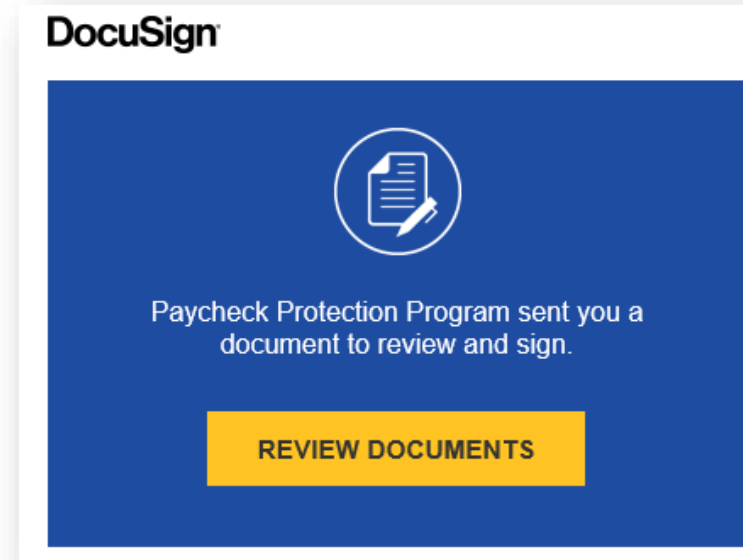 DocuSign
Paycheck Protection Program sent you a
document to review and sign.
REVIEW DOCUMENTS